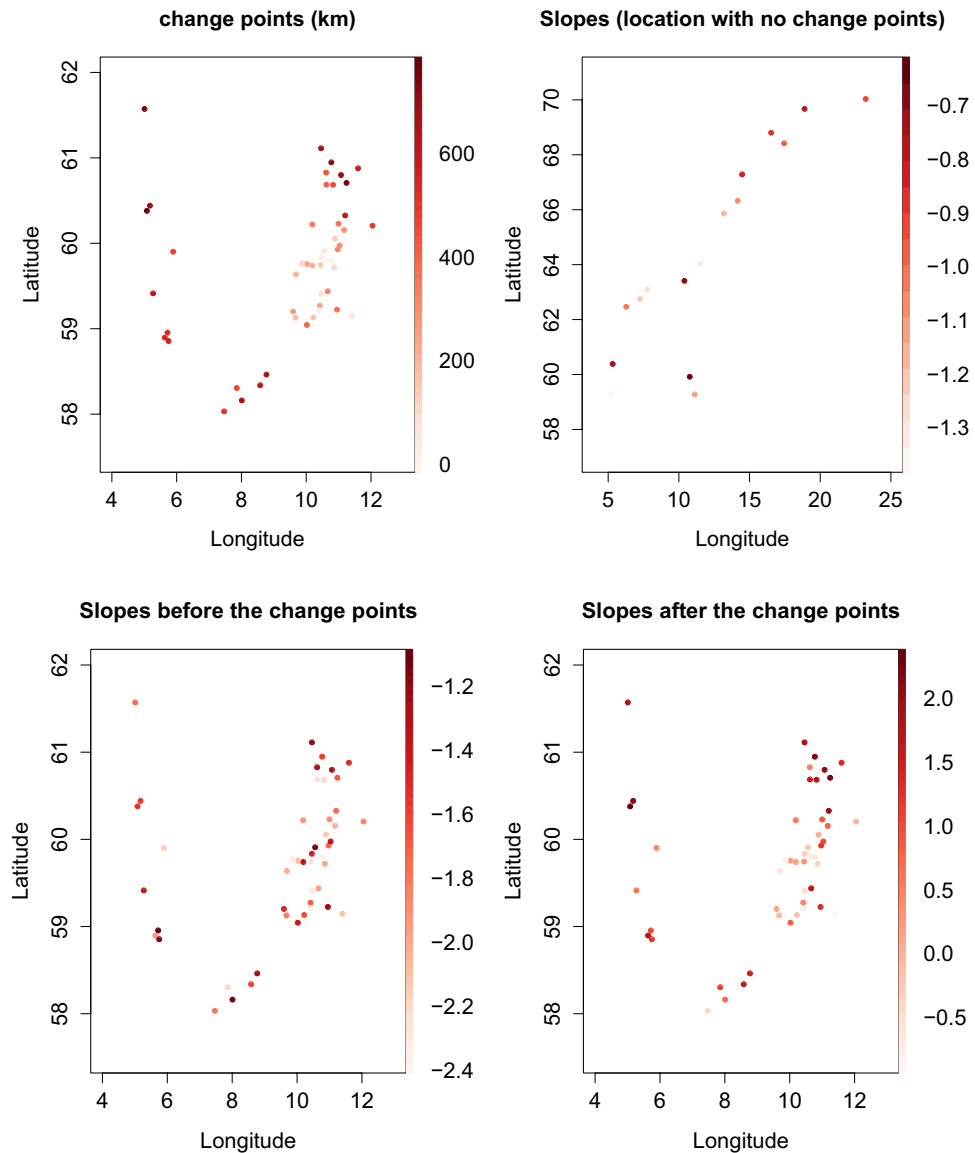 change points (km)
Latitude
62
61
60
59
58
4 6 8 10 12
Longitude
600
400
200
0
Slopes (location with no change points)
Latitude
70
68
66
64
62
60
58
5 10 15 20 25
Longitude
−0.7
−0.8
−0.9
−1.0
−1.1
−1.2
−1.3
Slopes before the change points
Latitude
62
61
60
59
58
4 6 8 10 12
Longitude
−1.2
−1.4
−1.6
−1.8
−2.0
−2.2
−2.4
Slopes after the change points
Latitude
62
61
60
59
58
4 6 8 10 12
Longitude
2.0
1.5
1.0
0.5
0.0
−0.5